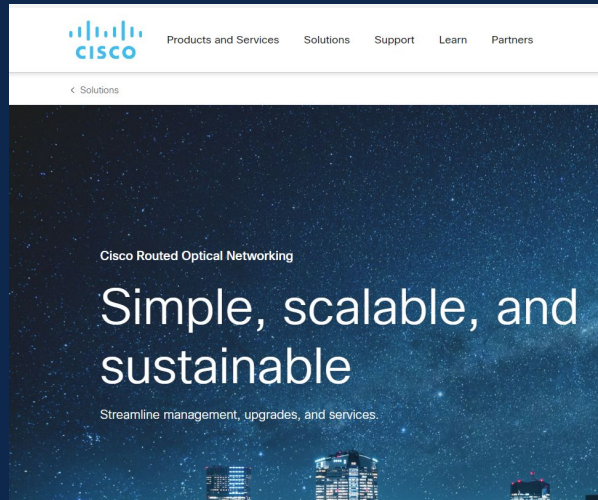 CISCO
Products and Services Solutions Support Learn Partners
< Solutions
Cisco Routed Optical Networking
Simple, scalable, and
sustainable
Streamline management, upgrades, and services.